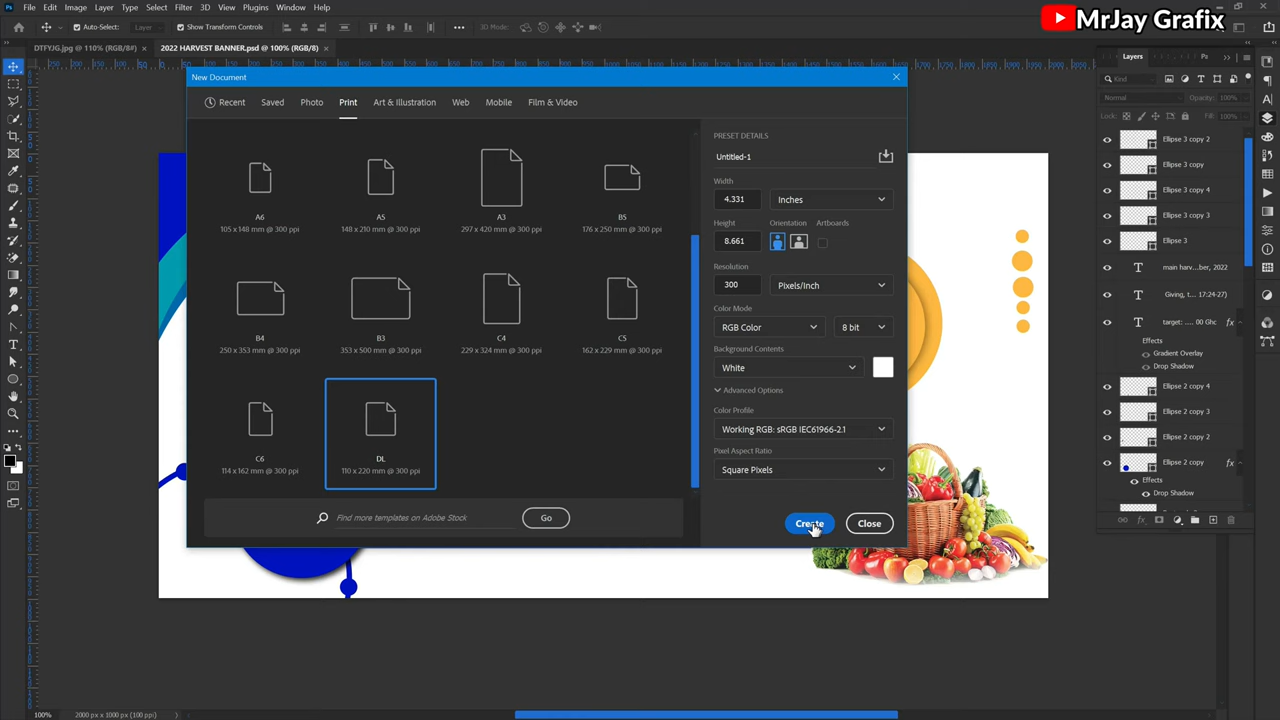 File Edit Image Layer Type Select Filter 3D View Plugins Window Help
MrJay Grafix
Auto-Select: Layer Show Transform Controls 3D Mode:
DTFYJG.jpg @ 110% (RGB/8#) × 2022 HARVEST BANNER.psd @ 100% (RGB/8) ×
New Document
Recent Saved Photo Print Art & Illustration Web Mobile Film & Video
A6
105 x 148 mm @ 300 ppi
A5
148 x 210 mm @ 300 ppi
A3
297 x 420 mm @ 300 ppi
B5
176 x 250 mm @ 300 ppi
B4
250 x 353 mm @ 300 ppi
B3
353 x 500 mm @ 300 ppi
C4
229 x 324 mm @ 300 ppi
C5
162 x 229 mm @ 300 ppi
C6
114 x 162 mm @ 300 ppi
DL
110 x 220 mm @ 300 ppi
Find more templates on Adobe Stock Go
PRESET DETAILS
Untitled-1
Width
4.331 Inches
Height Orientation Artboards
8.661
Resolution
300 Pixels/Inch
Color Mode
RGB Color 8 bit
Background Contents
White
Advanced Options
Color Profile
Working RGB: sRGB IEC61966-2.1
Pixel Aspect Ratio
Square Pixels
Create Close
Layers
Kind
Normal Opacity: 100%
Lock: Fill: 100%
Ellipse 3 copy 2
Ellipse 3 copy
Ellipse 3 copy 4
Ellipse 3 copy 3
Ellipse 3
main harv...ber, 2022
Giving, t... 17:24-27)
target: .... 00 Ghc fx
Effects
Gradient Overlay
Drop Shadow
Ellipse 2 copy 4
Ellipse 2 copy 3
Ellipse 2 copy 2
Ellipse 2 copy fx
Effects
Drop Shadow
100% 2000 px x 1000 px (100 ppi)